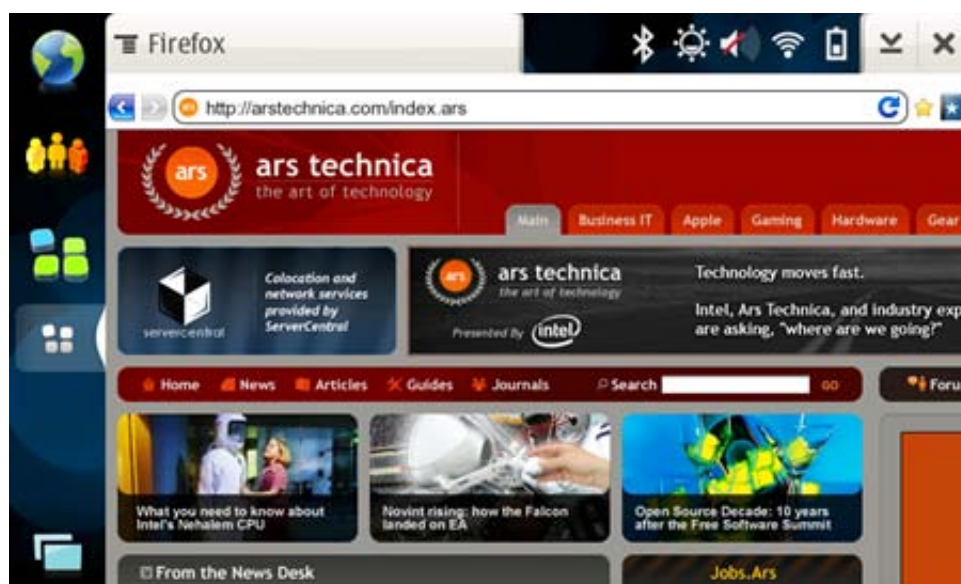 Firefox
http://arstechnica.com/index.ars
ars
ars technica
the art of technology
Main
Business IT
Apple
Gaming
Hardware
Gear
servercentral
Colocation and
network services
provided by
ServerCentral
ars
ars technica
the art of technology
Presented By intel
Technology moves fast.
Intel, Ars Technica, and industry exp
are asking, "where are we going?"
Home
News
Articles
Guides
Journals
Search
GO
Foru
What you need to know about
Intel's Nehalem CPU
Novint rising: how the Falcon
landed on EA
Open Source Decade: 10 years
after the Free Software Summit
From the News Desk
Jobs.Ars